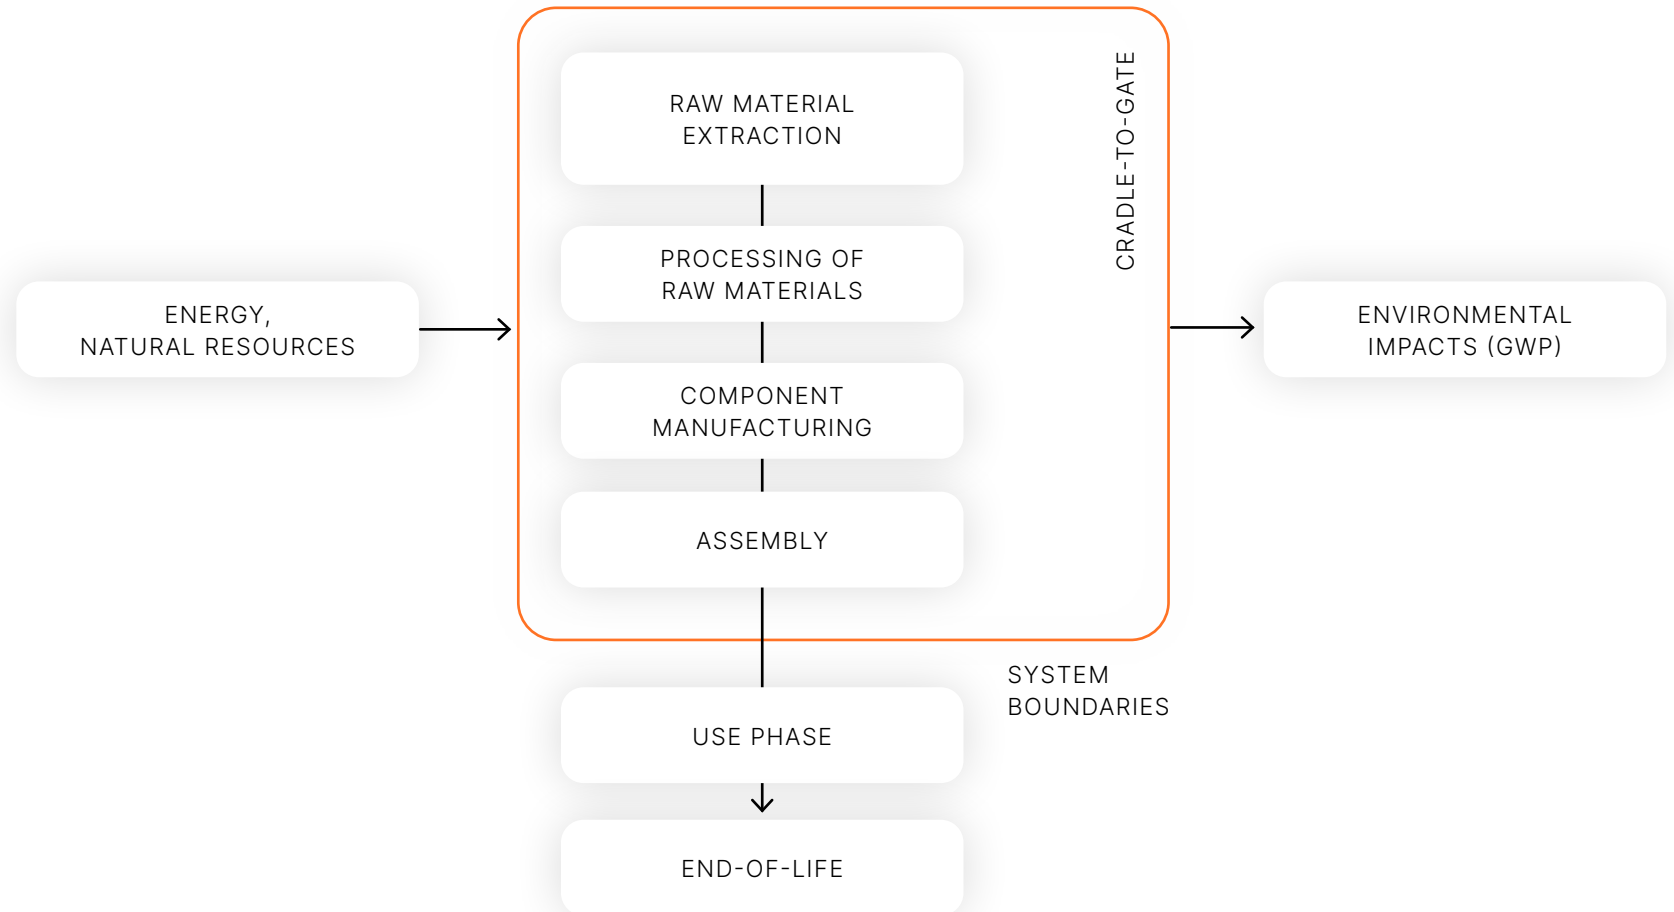 RAW MATERIAL
EXTRACTION
CRADLE-TO-GATE
PROCESSING OF
RAW MATERIALS
ENERGY,
NATURAL RESOURCES
ENVIRONMENTAL
IMPACTS (GWP)
COMPONENT
MANUFACTURING
ASSEMBLY
SYSTEM
BOUNDARIES
USE PHASE
END-OF-LIFE